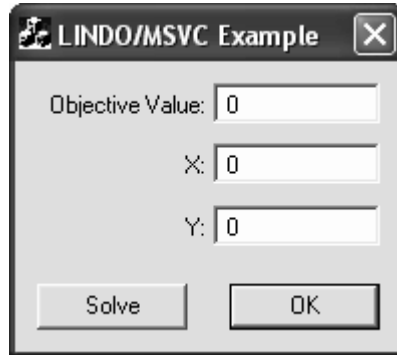 LINDO/MSVC Example
Objective Value: 0
X: 0
Y: 0
Solve OK